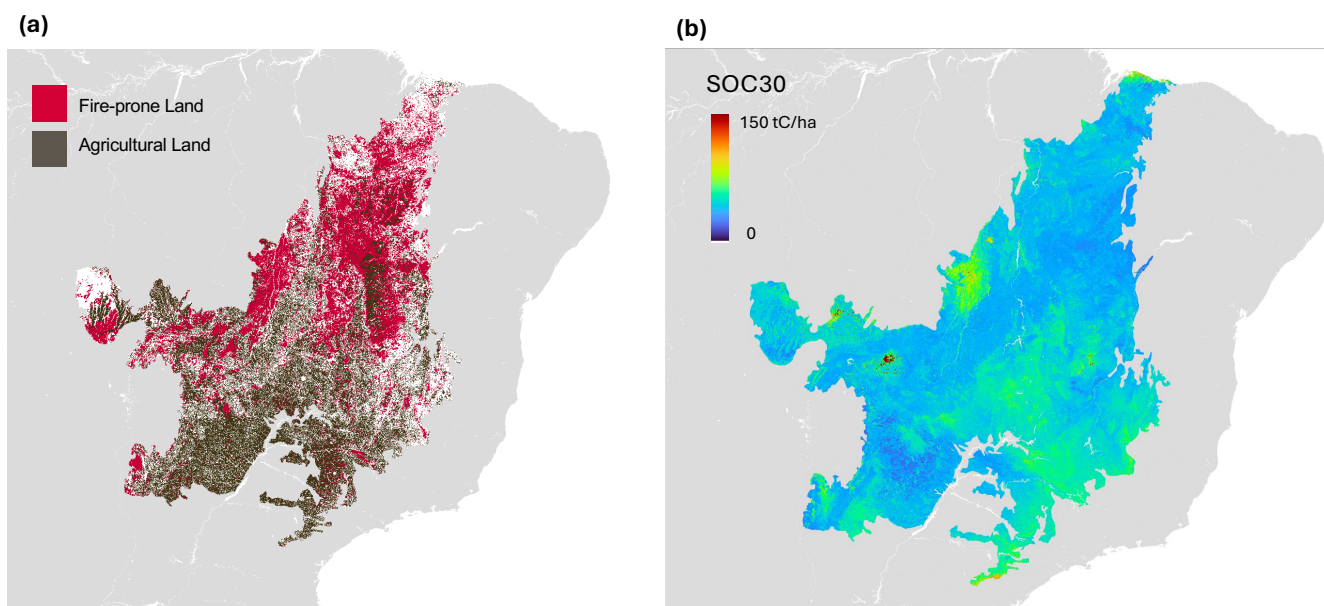 (a)
Fire-prone Land
Agricultural Land
(b)
SOC30
150 tC/ha
0